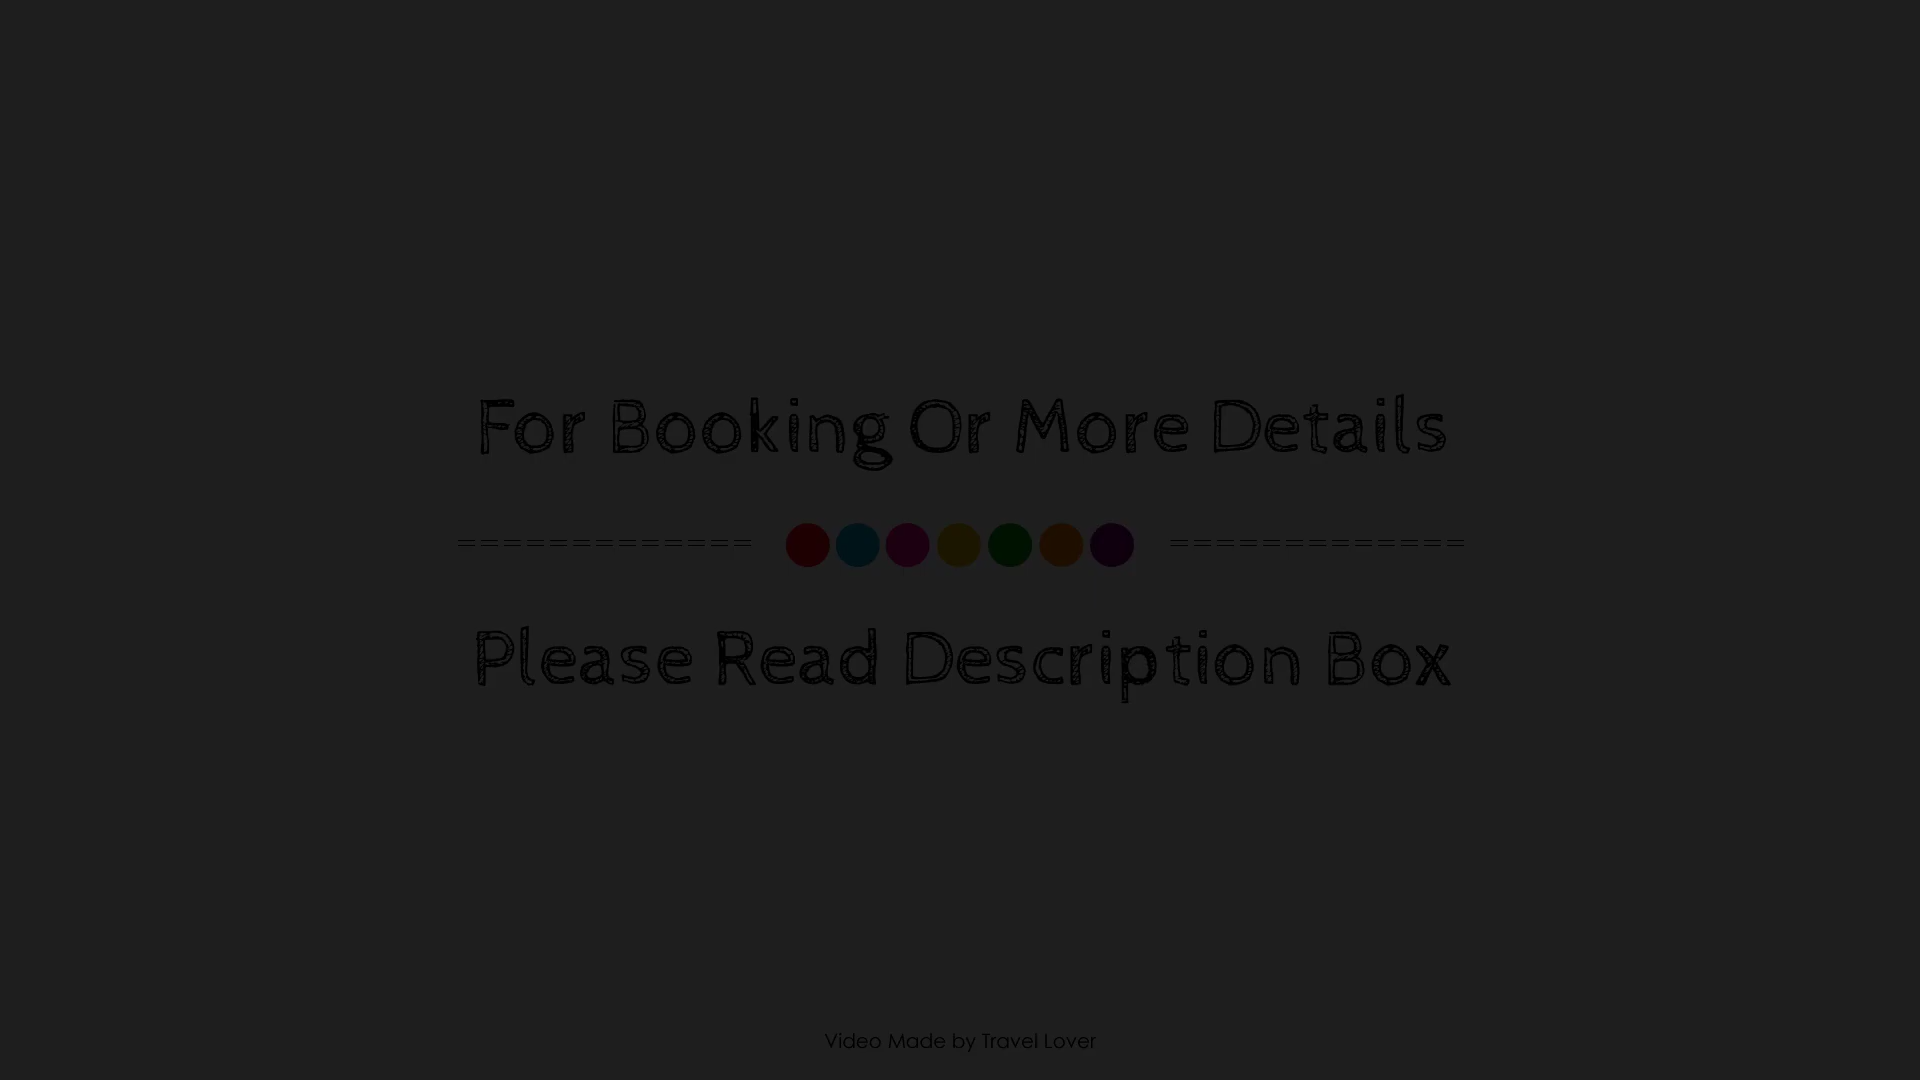 For Booking Or More Details
============= =============
Please Read Description Box
Video Made by Travel Lover